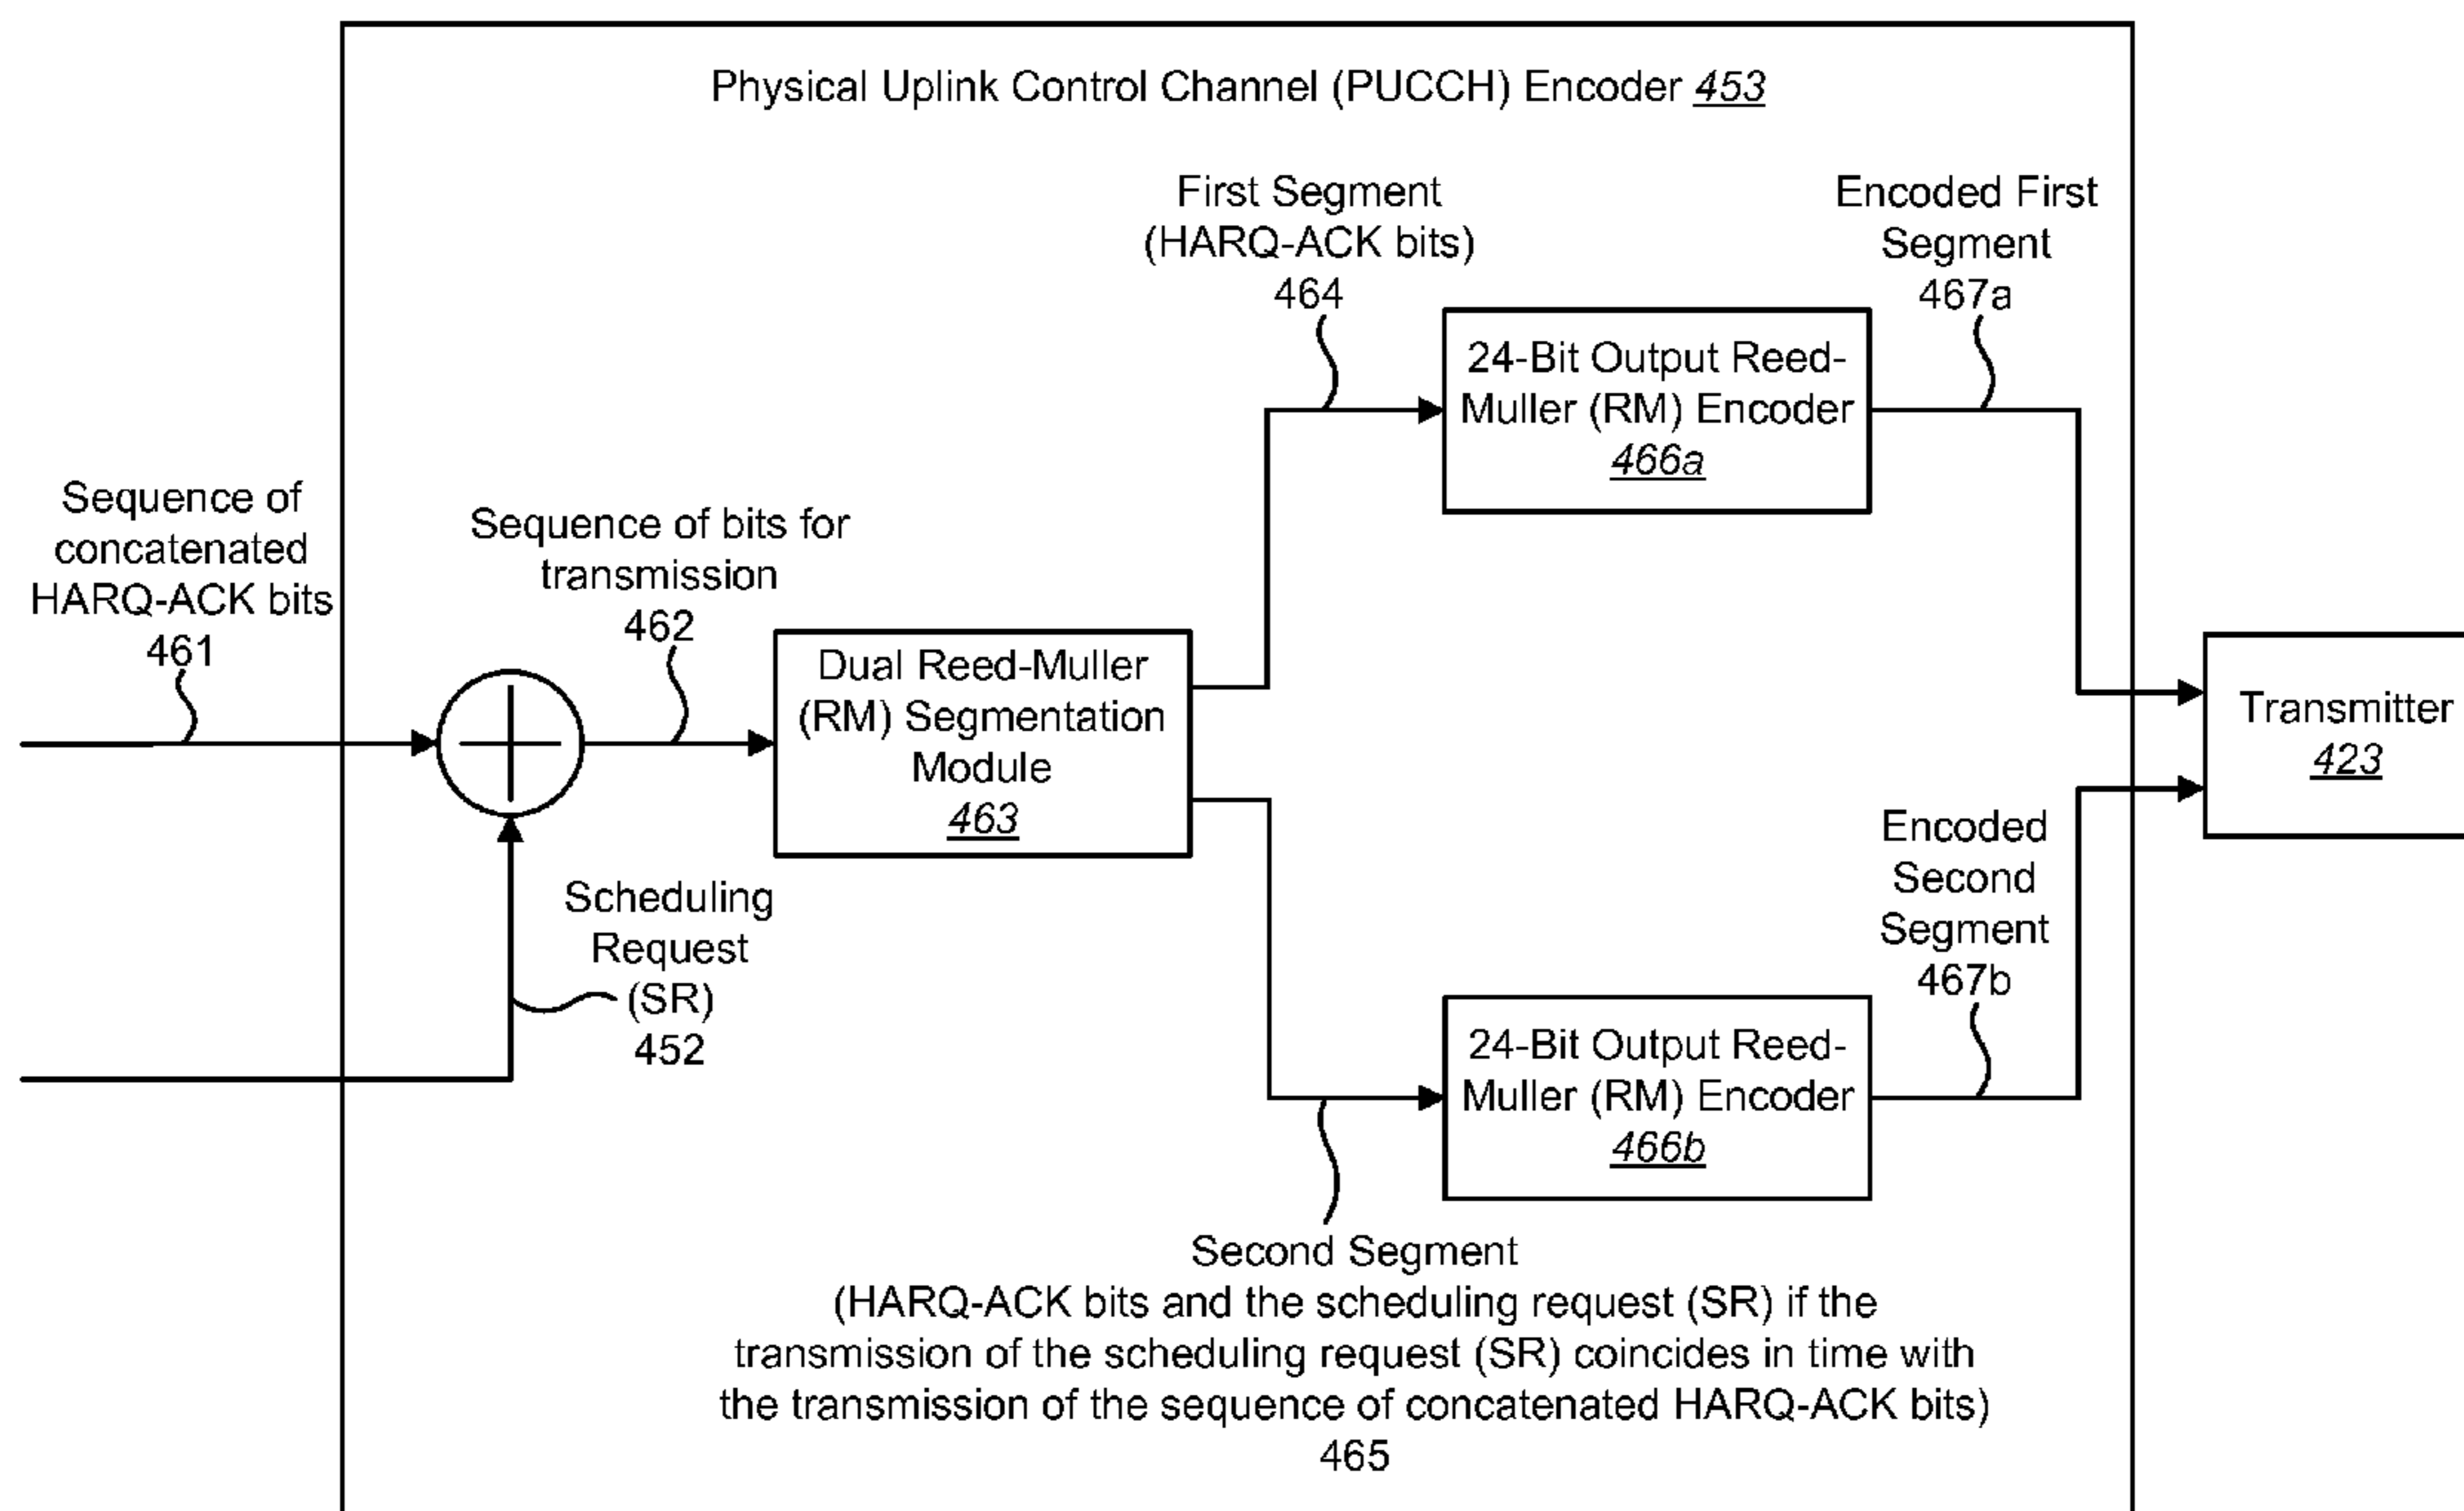 Physical Uplink Control Channel (PUCCH) Encoder 453
First Segment
(HARQ-ACK bits)
464
Encoded First
Segment
467a
24-Bit Output Reed-
Muller (RM) Encoder
466a
Sequence of
concatenated
HARQ-ACK bits
461
Sequence of bits for
transmission
462
Dual Reed-Muller
(RM) Segmentation
Module
463
Transmitter
423
Scheduling
Request
(SR)
452
Encoded
Second
Segment
467b
24-Bit Output Reed-
Muller (RM) Encoder
466b
Second Segment
(HARQ-ACK bits and the scheduling request (SR) if the
transmission of the scheduling request (SR) coincides in time with
the transmission of the sequence of concatenated HARQ-ACK bits)
465